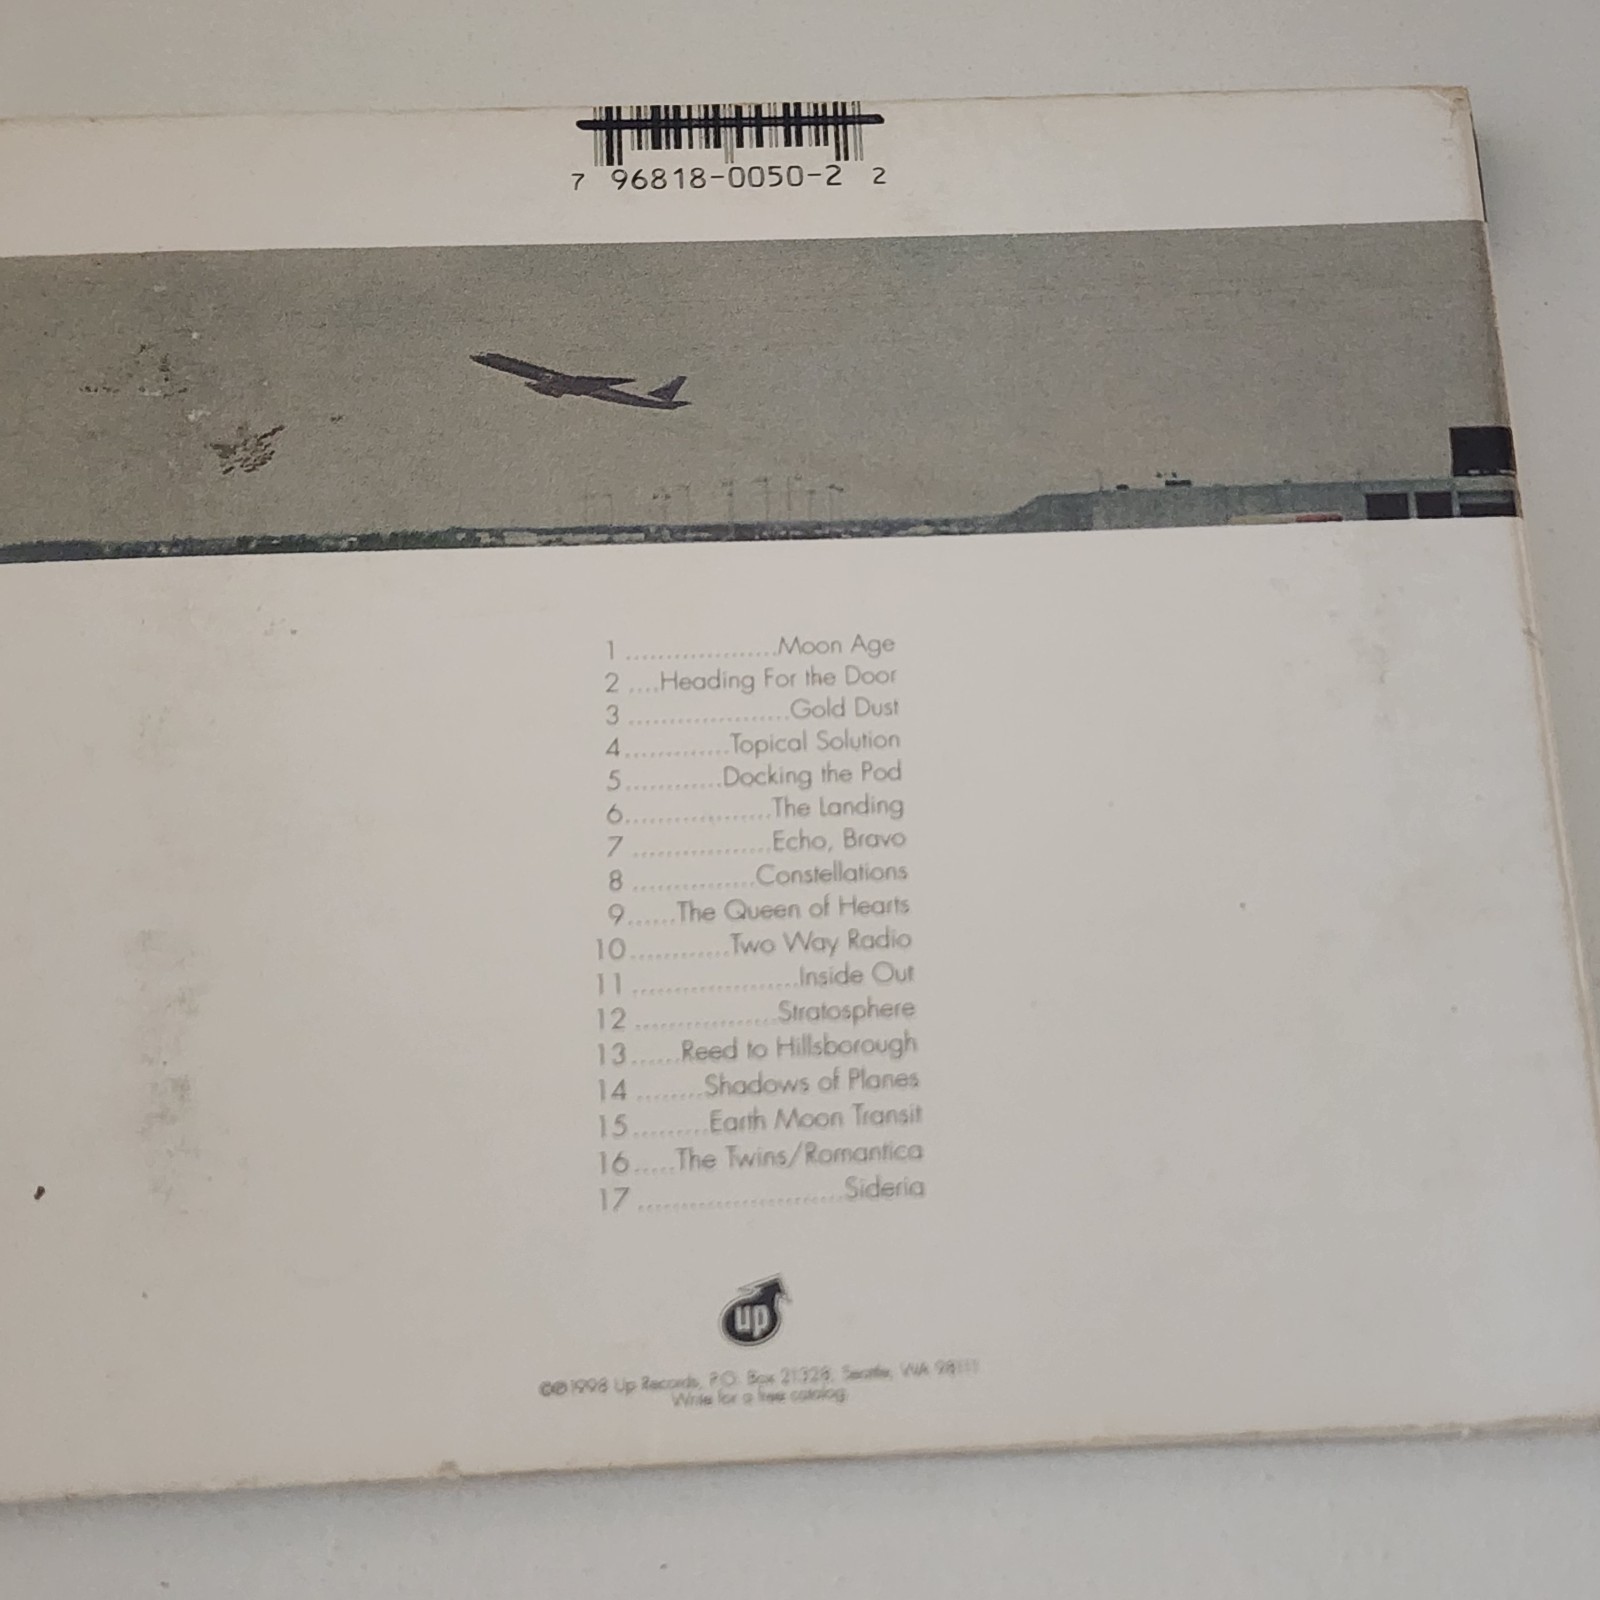 7 96818-0050-2 2
1...................Moon Age
2....Heading For the Door
3....................Gold Dust
4.............Topical Solution
5............Docking the Pod
6..................The Landing
7.................Echo, Bravo
8...............Constellations
9......The Queen of Hearts
10............Two Way Radio
11....................Inside Out
12.................Stratosphere
13......Reed to Hillsborough
14........Shadows of Planes
15.........Earth Moon Transit
16.....The Twins/Romantica
17.........................Sideria
up
©℗1998 Up Records, P.O. Box 21328, Seattle, WA
Write for a free catalog.